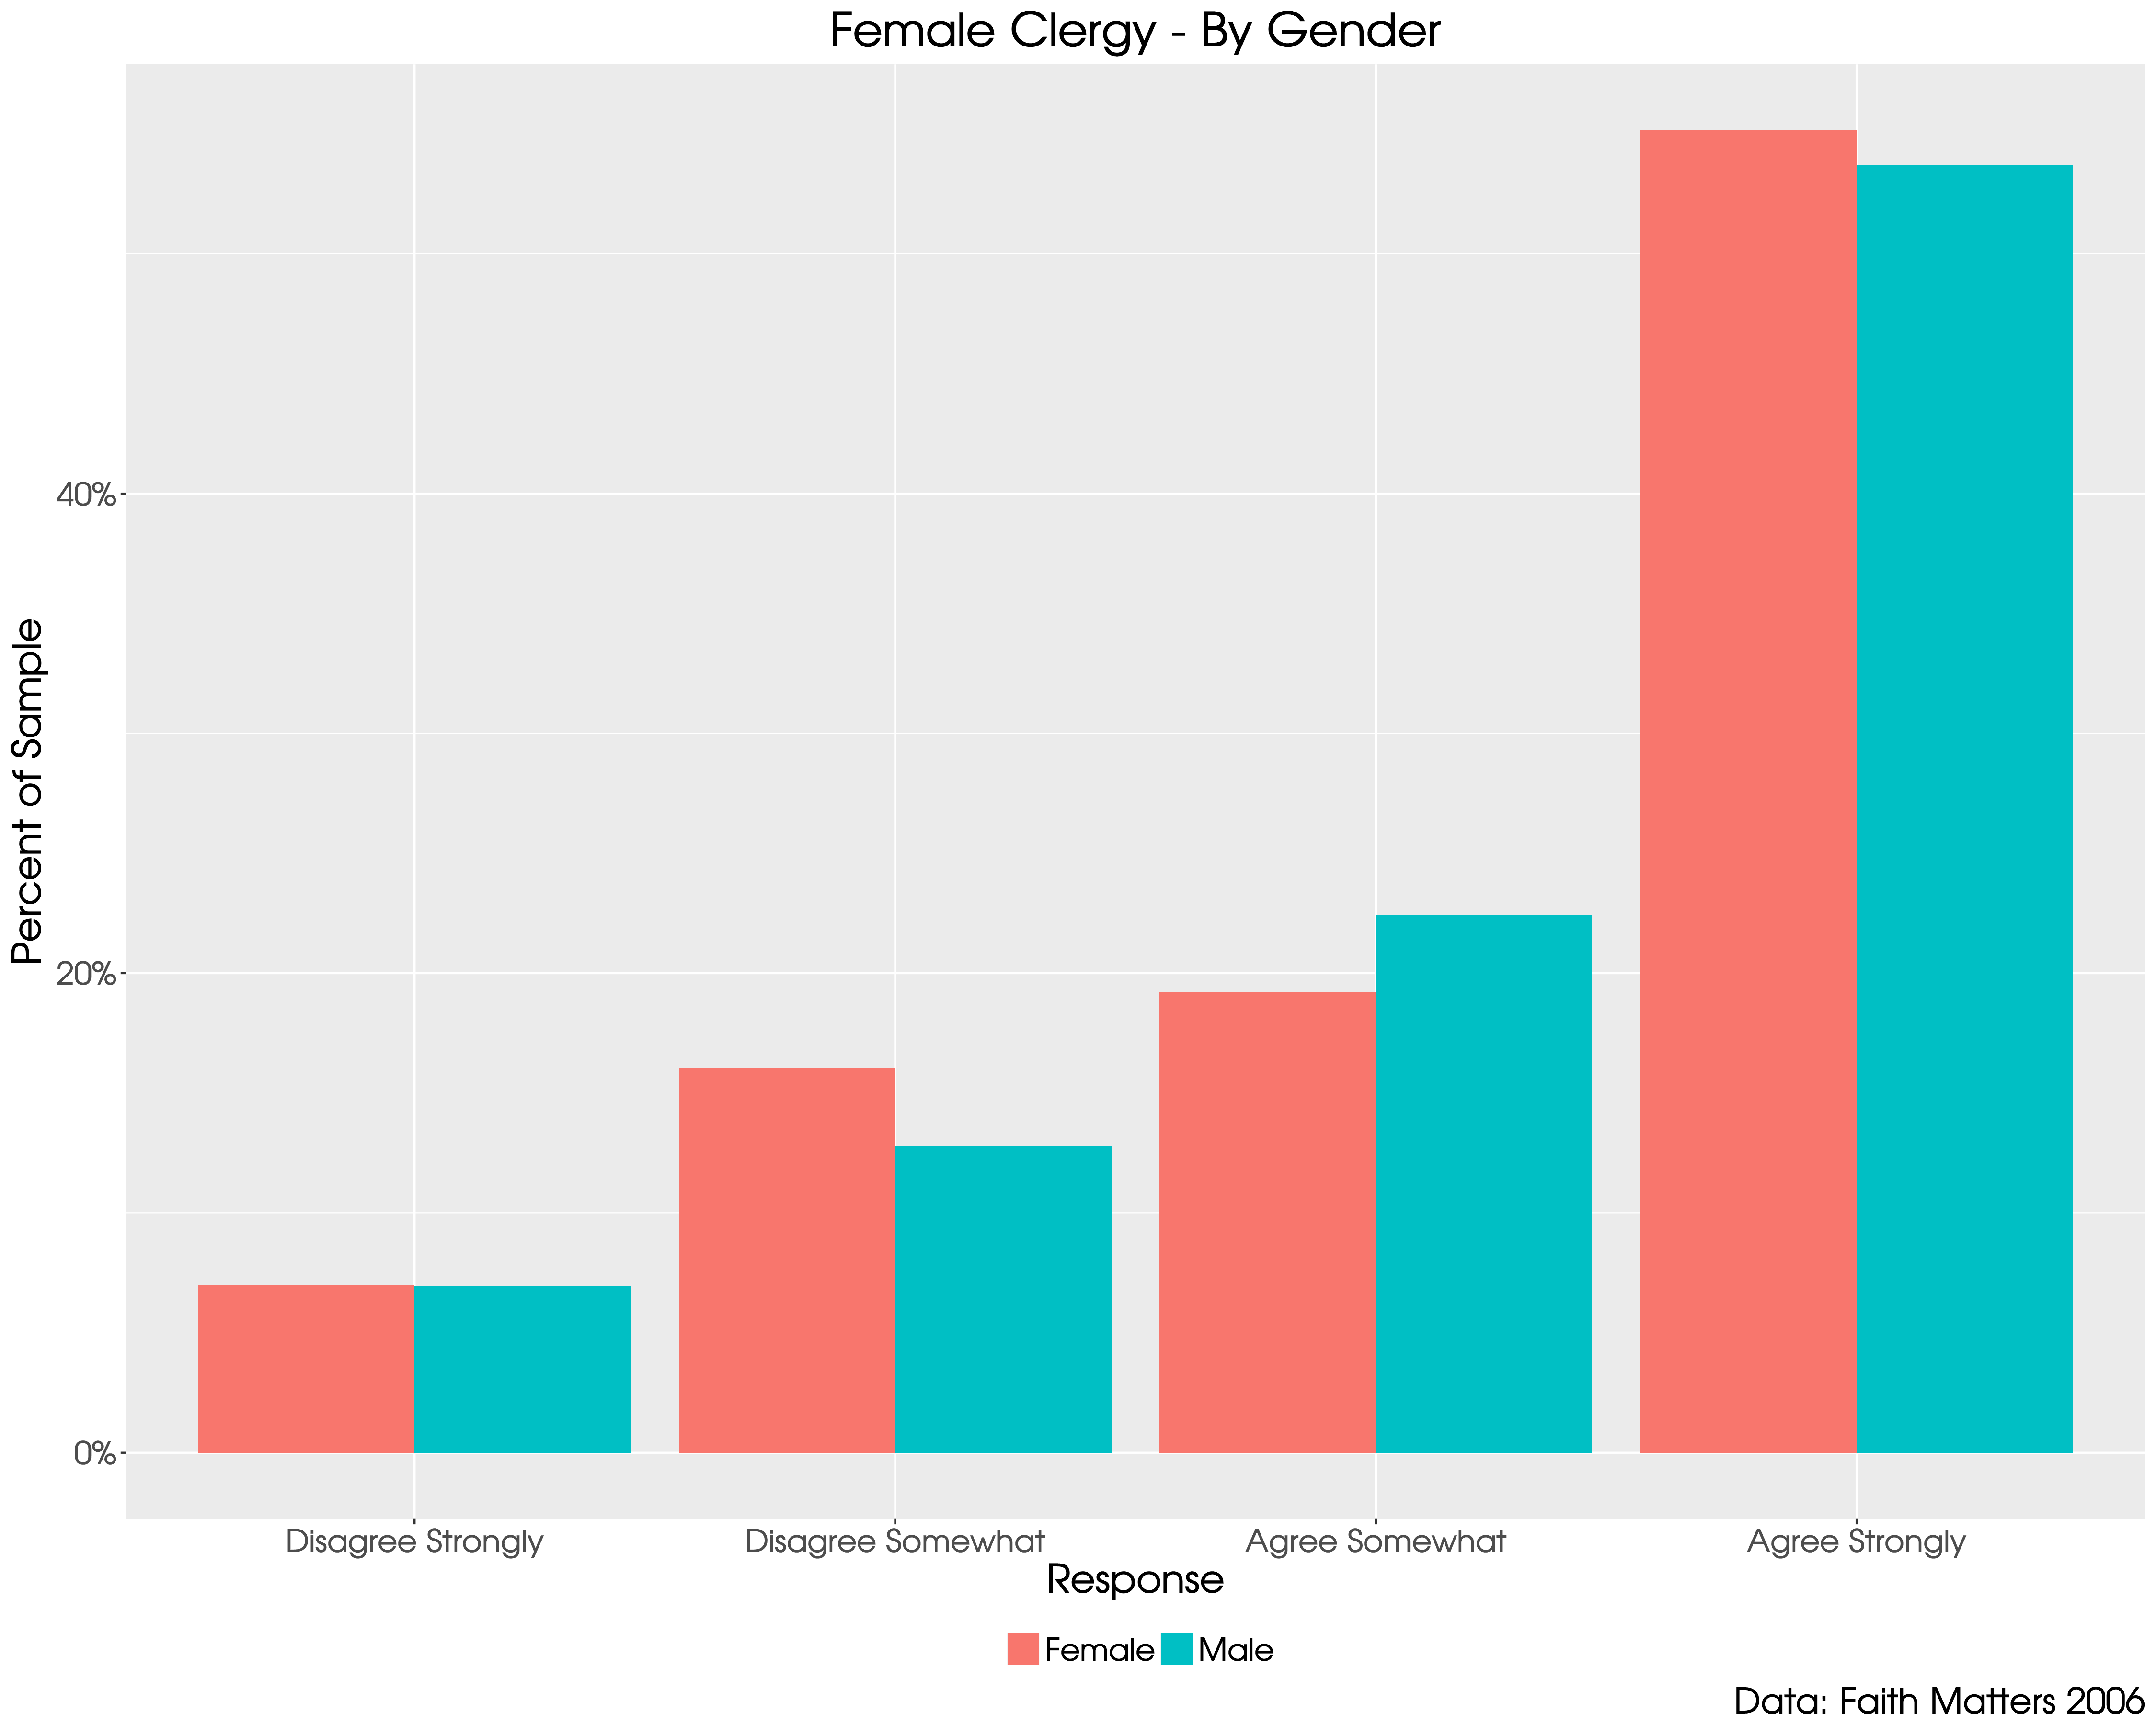 Female Clergy - By Gender
Percent of Sample
40%
20%
0%
Disagree Strongly
Disagree Somewhat
Agree Somewhat
Agree Strongly
Response
Female
Male
Data: Faith Matters 2006